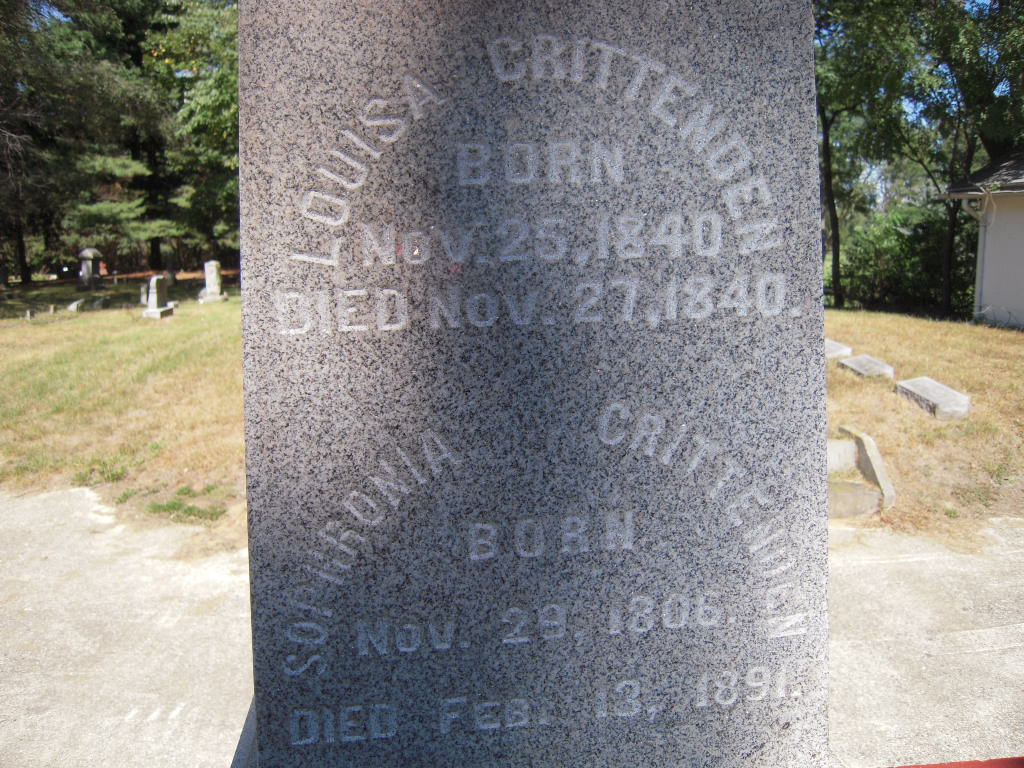 LOUISA CRITTENDEN
BORN
NOV. 25, 1840
DIED NOV. 27, 1840.
SOPHRONIA CRITTENDEN
BORN
NOV. 29, 1806.
DIED FEB. 13, 1891.